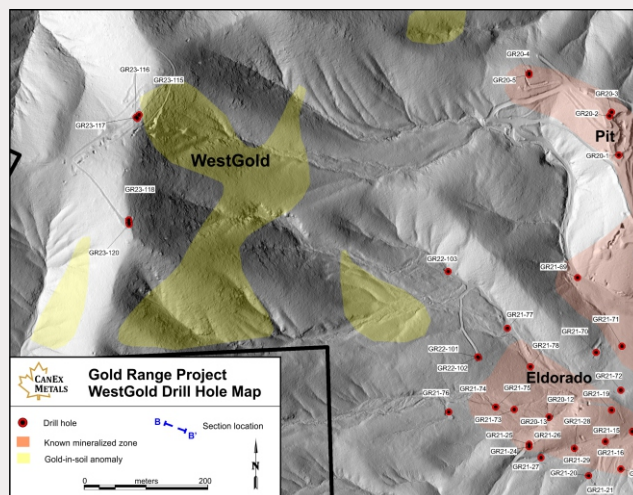 GR20-4
GR23-116
GR23-115
GR20-5
GR20-3
GR20-2
GR23-117
Pit
WestGold
GR20-1
GR23-118
GR23-120
GR22-103
GR21-69
GR21-77
GR21-71
GR21-70
GR21-78
GR22-101
GR22-102
Eldorado
GR21-72
GR21-74
GR21-75
GR20-12
GR21-19
GR21-76
GR21-73
GR20-13
GR21-28
GR21-25
GR21-26
GR21-15
GR21-24
GR21-16
GR21-27
GR21-29
GR21-20
GR21-21
CANEX
METALS
Gold Range Project
WestGold Drill Hole Map
Drill hole
B
B'
Section location
Known mineralized zone
Gold-in-soil anomaly
meters
0
200
N